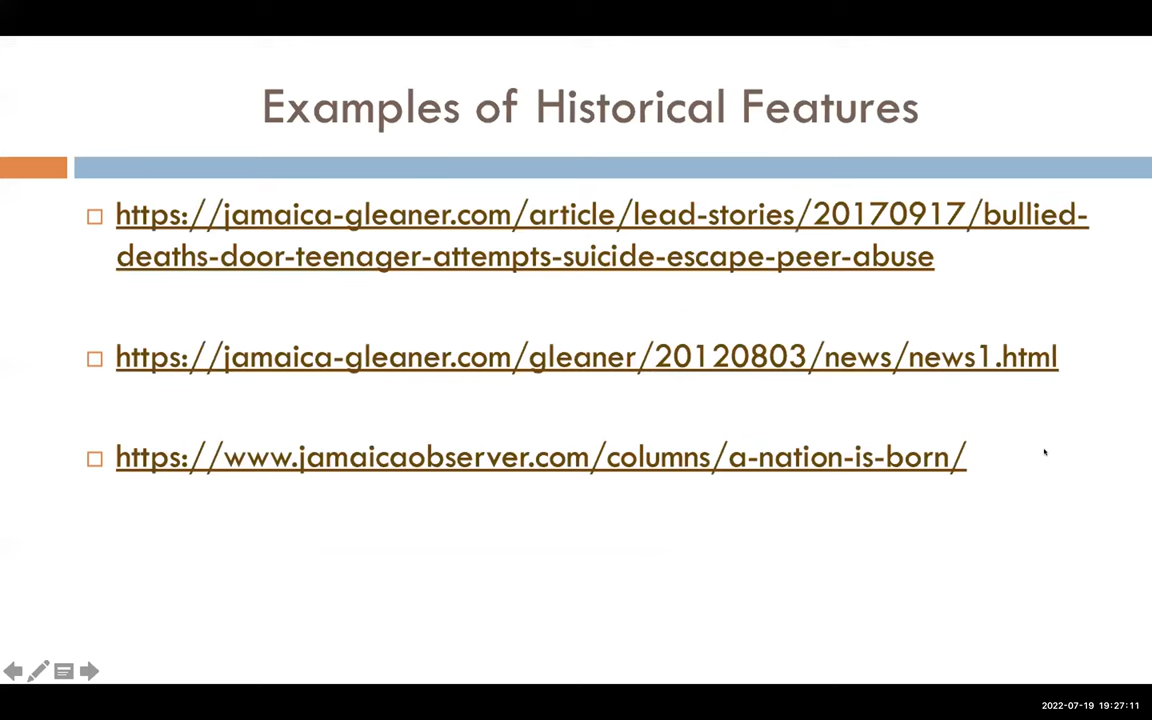 Examples of Historical Features
https://jamaica-gleaner.com/article/lead-stories/20170917/bullied-
deaths-door-teenager-attempts-suicide-escape-peer-abuse
https://jamaica-gleaner.com/gleaner/20120803/news/news1.html
https://www.jamaicaobserver.com/columns/a-nation-is-born/
2022-07-19 19:27:11